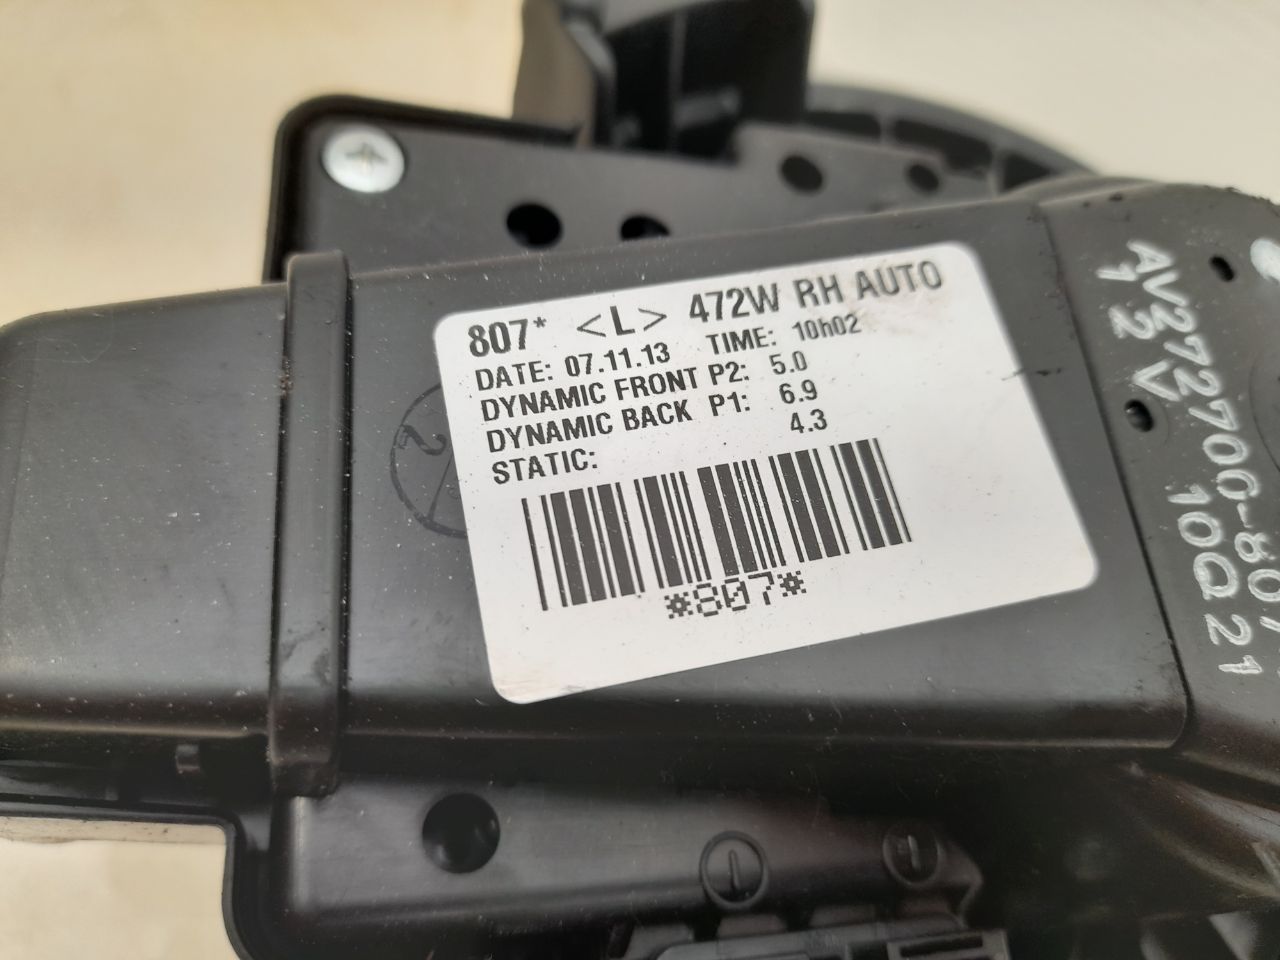 807* <L> 472W RH AUTO
DATE: 07.11.13 TIME: 10h02
DYNAMIC FRONT P2: 5.0
DYNAMIC BACK P1: 6.9
STATIC: 4.3
*807*
AV272700-807
12V 10Q21
2